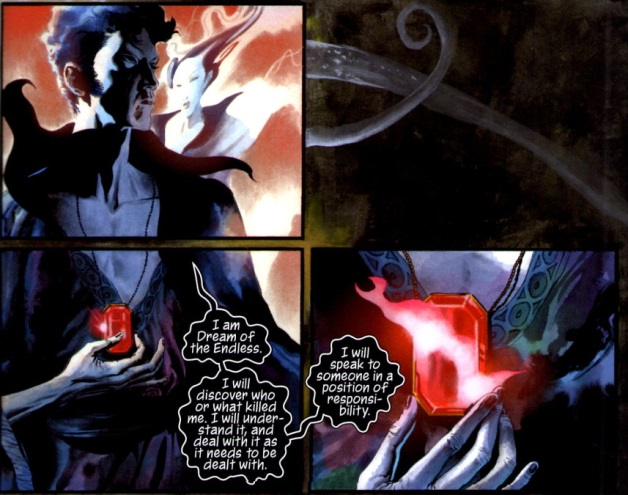 I am
Dream of
the Endless.
I will
discover who
or what killed
me. I will under-
stand it, and
deal with it as
it needs to be
dealt with.
I will
speak to
someone in a
position of
responsi-
bility.